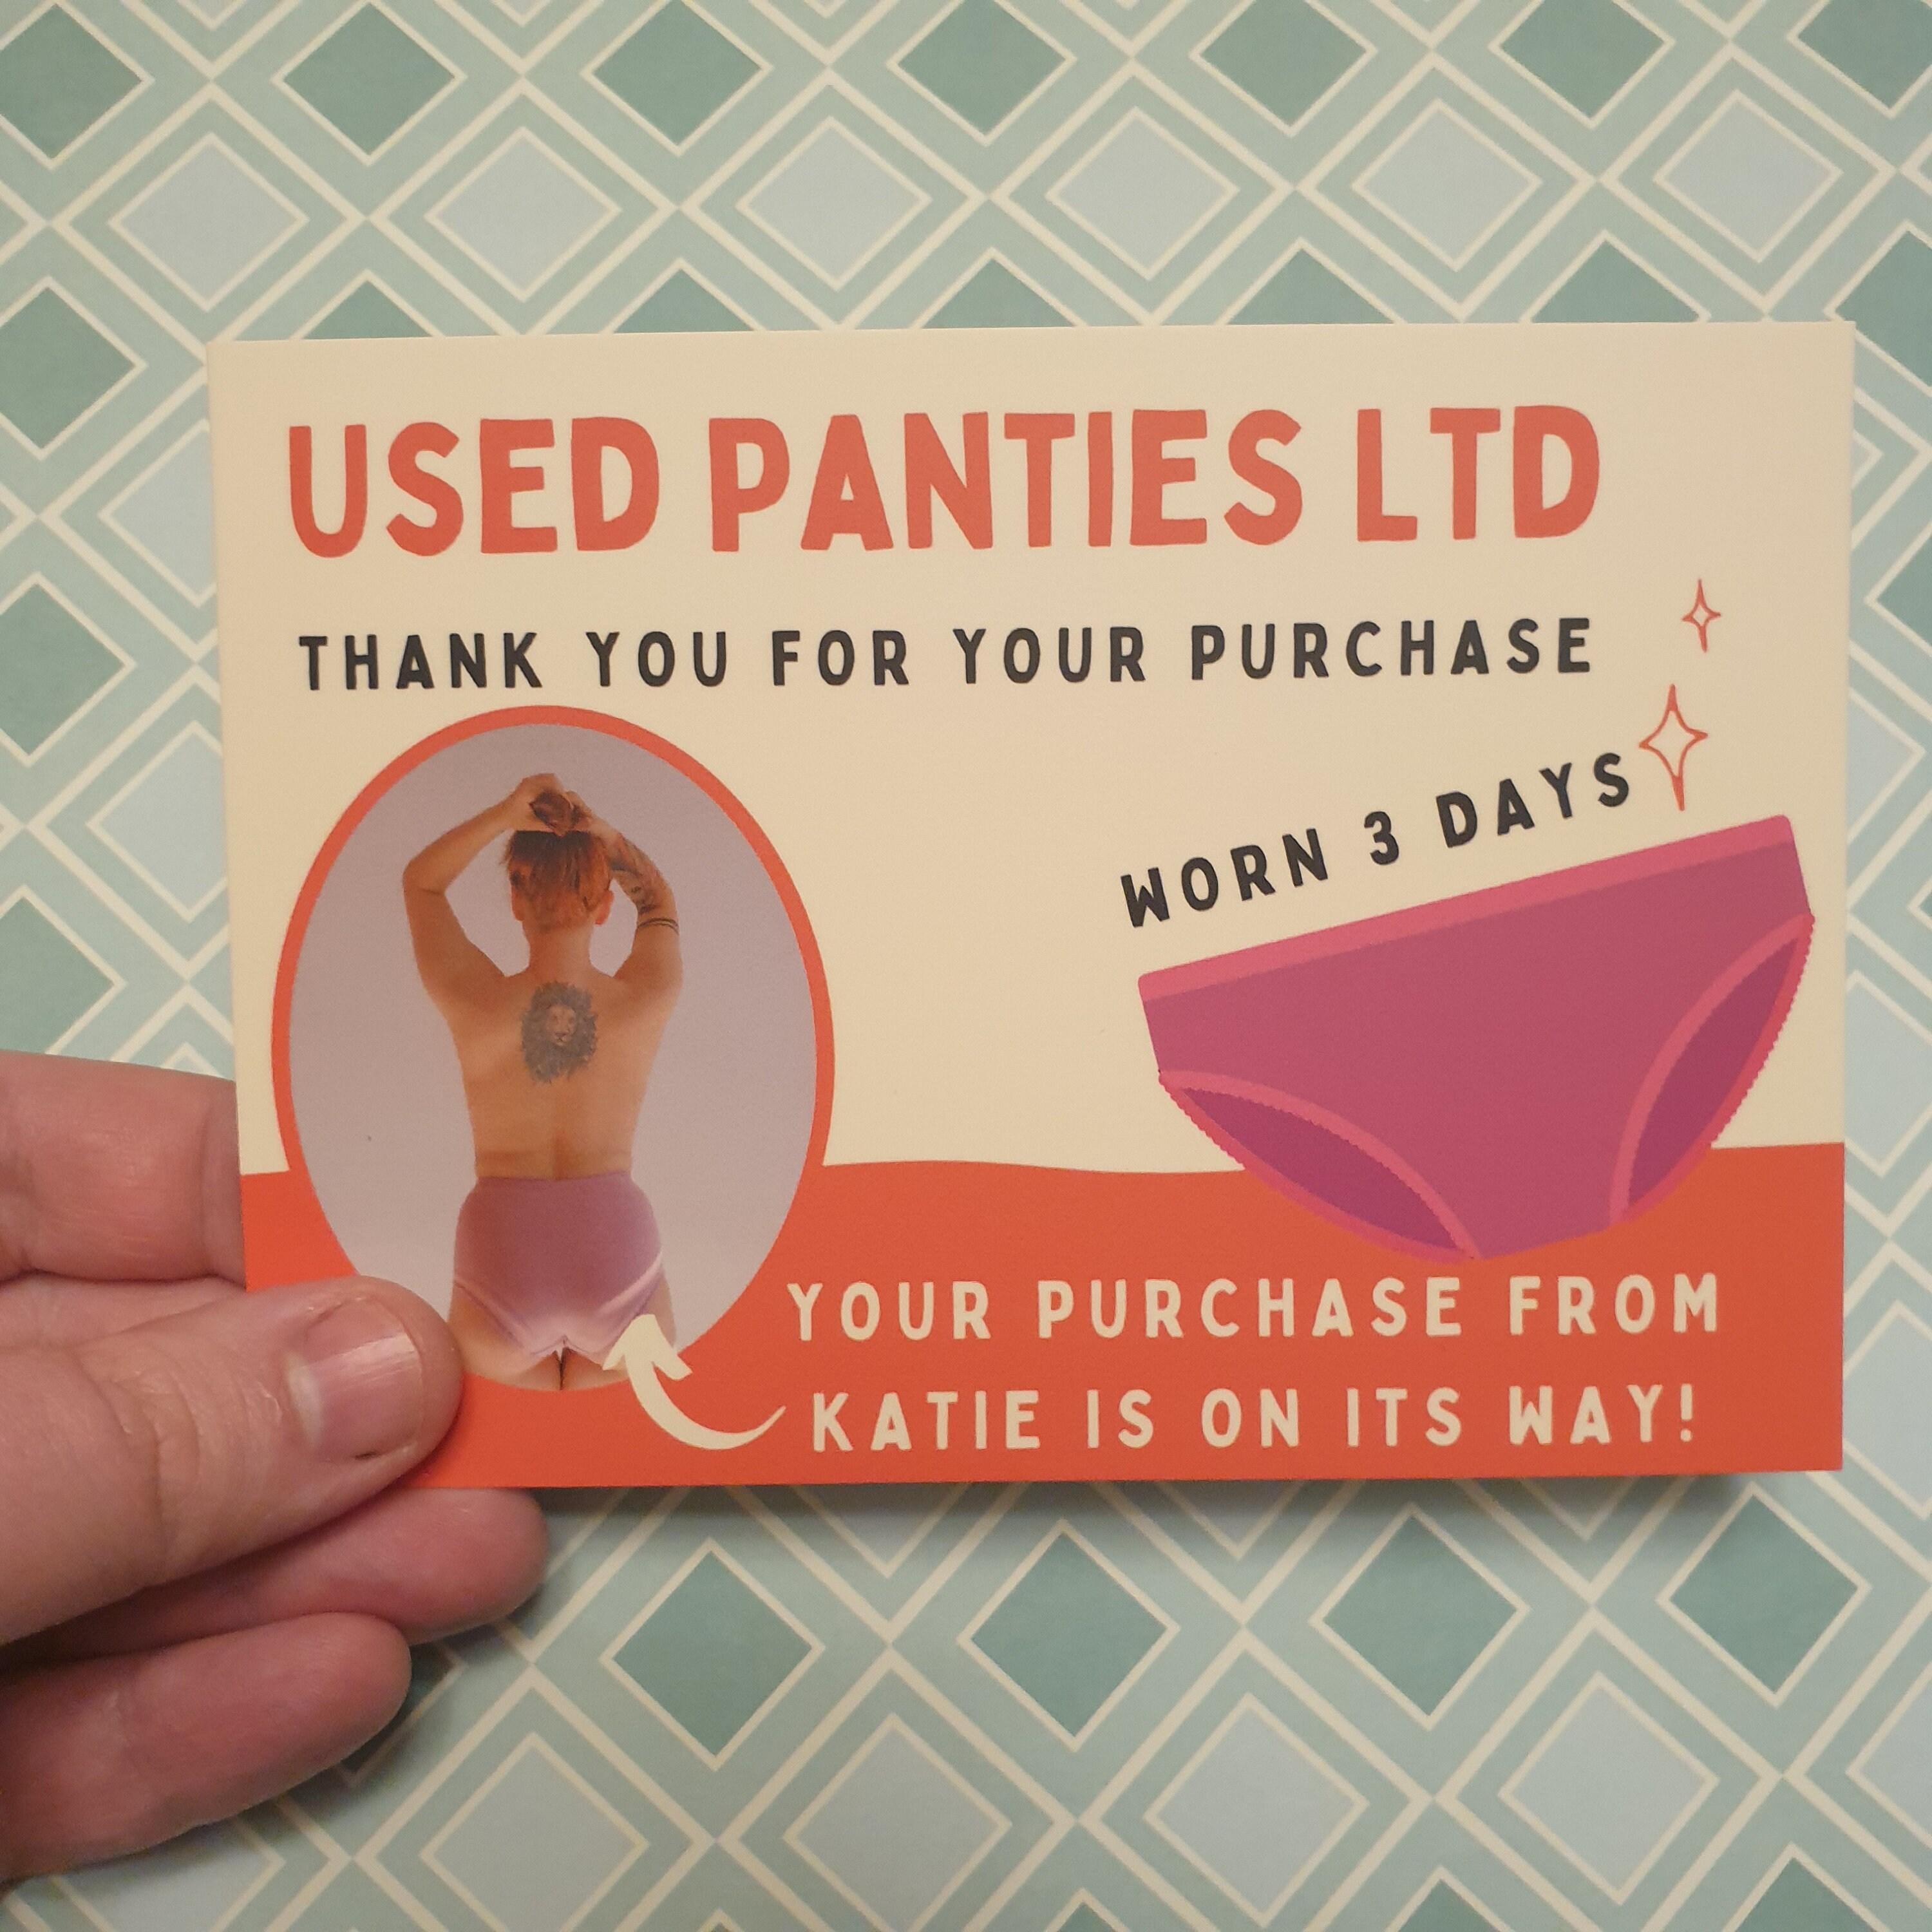 USED PANTIES LTD
THANK YOU FOR YOUR PURCHASE
WORN 3 DAYS
YOUR PURCHASE FROM
KATIE IS ON ITS WAY!